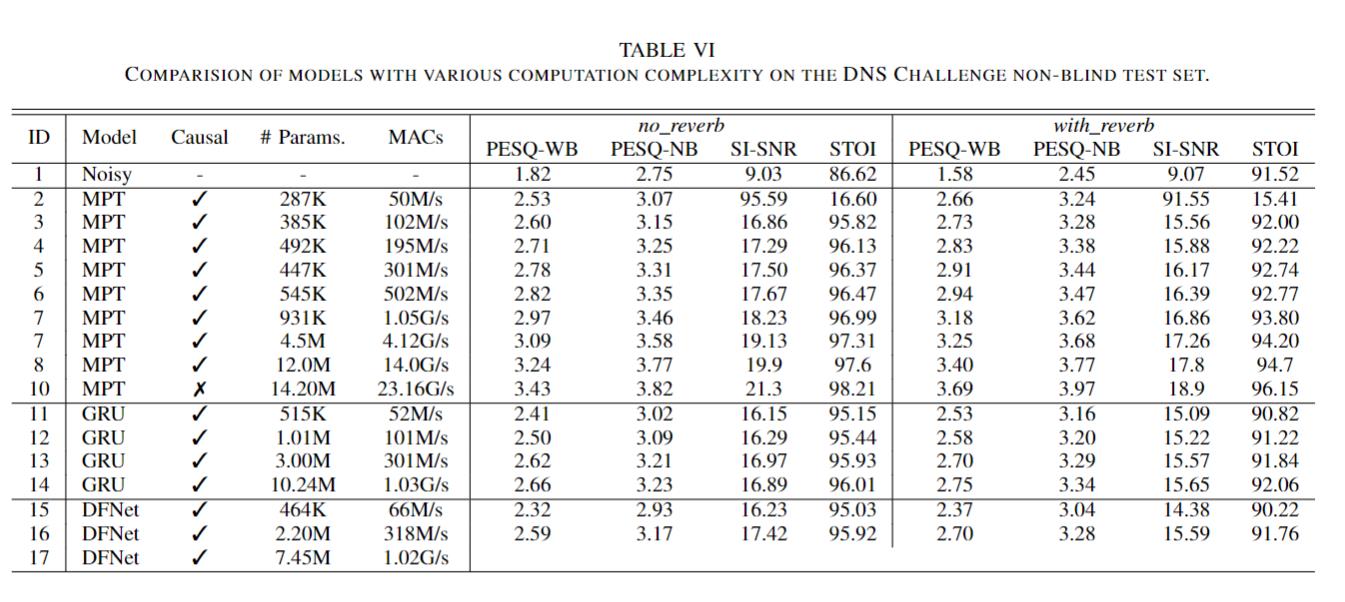 TABLE VI
COMPARISION OF MODELS WITH VARIOUS COMPUTATION COMPLEXITY ON THE DNS CHALLENGE NON-BLIND TEST SET.
ID Model Causal # Params. MACs no_reverb with_reverb
PESQ-WB PESQ-NB SI-SNR STOI PESQ-WB PESQ-NB SI-SNR STOI
1 Noisy - - - 1.82 2.75 9.03 86.62 1.58 2.45 9.07 91.52
2 MPT ✓ 287K 50M/s 2.53 3.07 95.59 16.60 2.66 3.24 91.55 15.41
3 MPT ✓ 385K 102M/s 2.60 3.15 16.86 95.82 2.73 3.28 15.56 92.00
4 MPT ✓ 492K 195M/s 2.71 3.25 17.29 96.13 2.83 3.38 15.88 92.22
5 MPT ✓ 447K 301M/s 2.78 3.31 17.50 96.37 2.91 3.44 16.17 92.74
6 MPT ✓ 545K 502M/s 2.82 3.35 17.67 96.47 2.94 3.47 16.39 92.77
7 MPT ✓ 931K 1.05G/s 2.97 3.46 18.23 96.99 3.18 3.62 16.86 93.80
7 MPT ✓ 4.5M 4.12G/s 3.09 3.58 19.13 97.31 3.25 3.68 17.26 94.20
8 MPT ✓ 12.0M 14.0G/s 3.24 3.77 19.9 97.6 3.40 3.77 17.8 94.7
10 MPT ✗ 14.20M 23.16G/s 3.43 3.82 21.3 98.21 3.69 3.97 18.9 96.15
11 GRU ✓ 515K 52M/s 2.41 3.02 16.15 95.15 2.53 3.16 15.09 90.82
12 GRU ✓ 1.01M 101M/s 2.50 3.09 16.29 95.44 2.58 3.20 15.22 91.22
13 GRU ✓ 3.00M 301M/s 2.62 3.21 16.97 95.93 2.70 3.29 15.57 91.84
14 GRU ✓ 10.24M 1.03G/s 2.66 3.23 16.89 96.01 2.75 3.34 15.65 92.06
15 DFNet ✓ 464K 66M/s 2.32 2.93 16.23 95.03 2.37 3.04 14.38 90.22
16 DFNet ✓ 2.20M 318M/s 2.59 3.17 17.42 95.92 2.70 3.28 15.59 91.76
17 DFNet ✓ 7.45M 1.02G/s